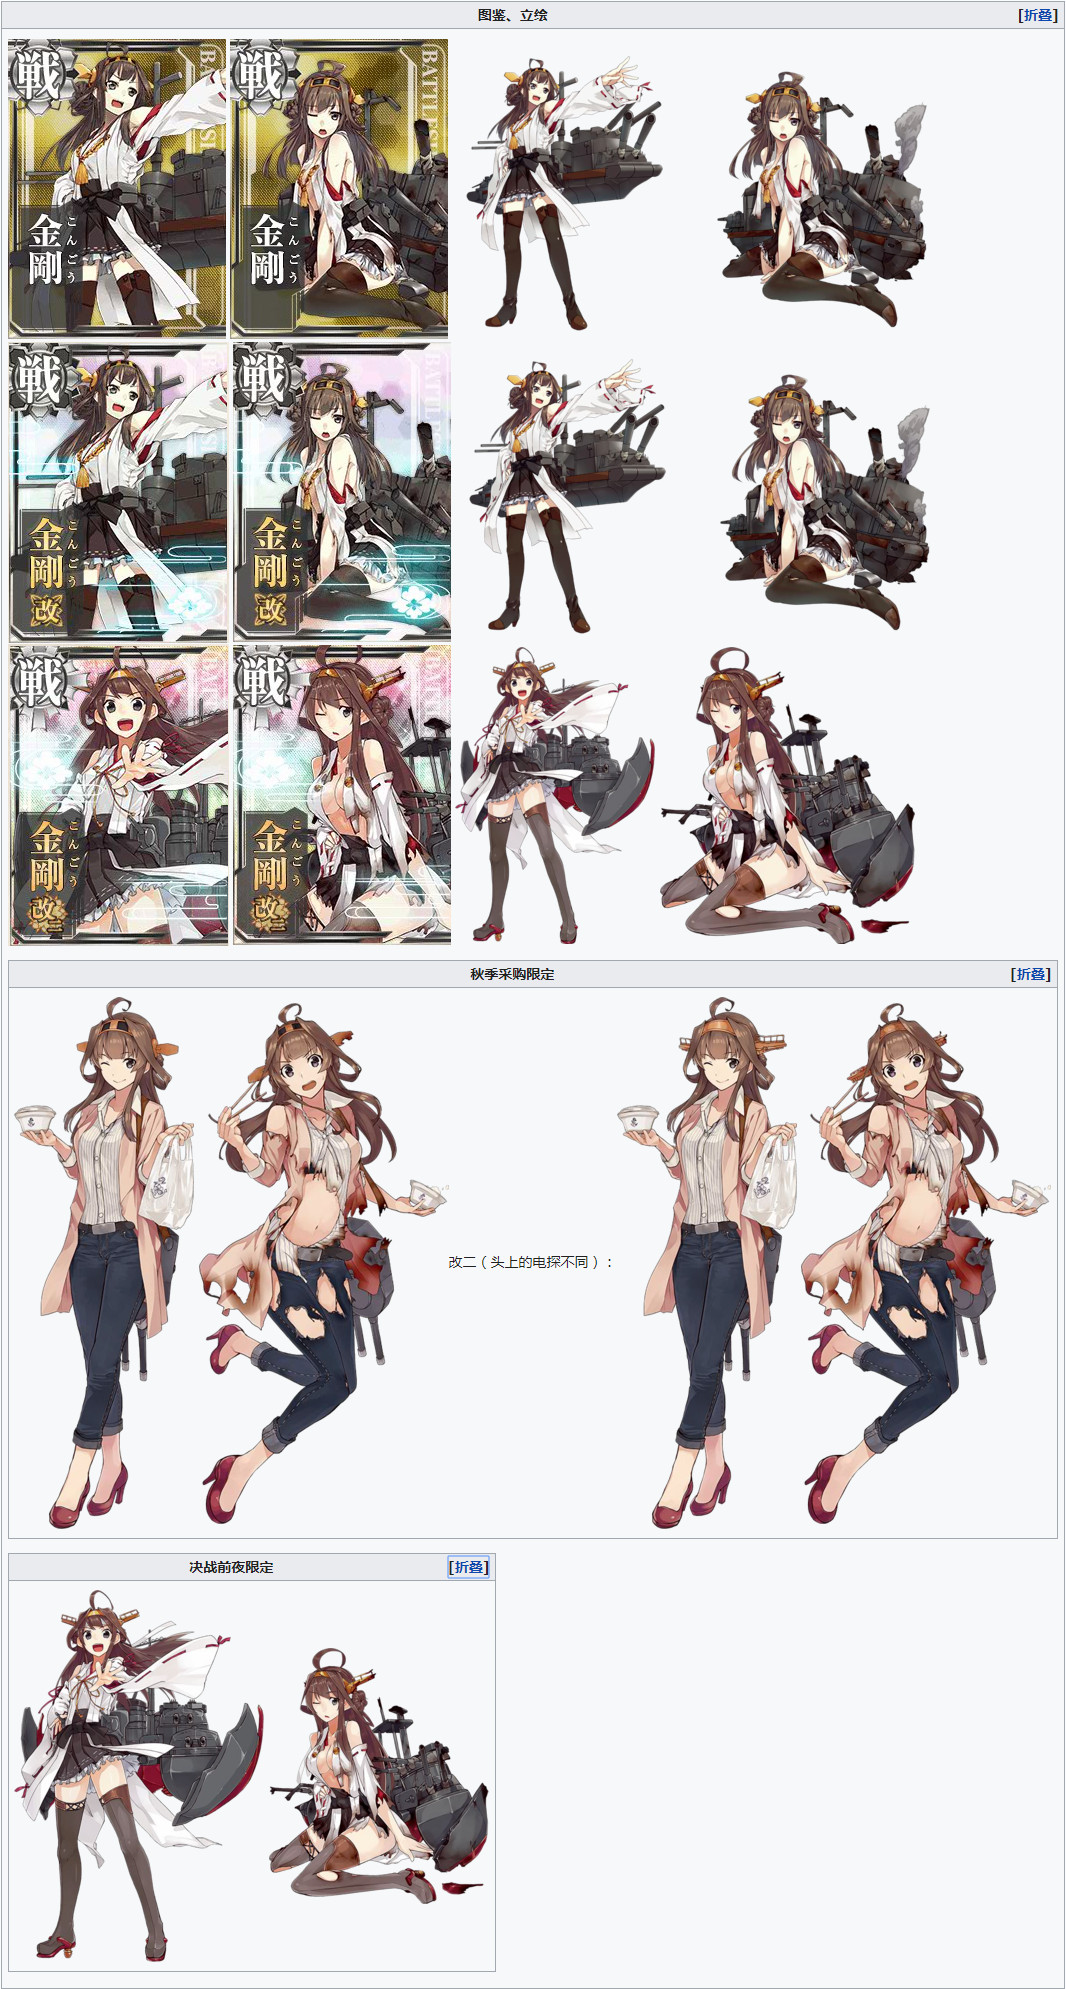 图鉴、立绘
[折叠]
戦
金剛
こんごう
戦
BATTLESHI
金剛
こんごう
戦
金剛 改
こんごう
戦
金剛 改
こんごう
戦
金剛 改二
こんごう
戦
金剛 改二
こんごう
秋季采购限定
[折叠]
改二（头上的电探不同）：
决战前夜限定
[折叠]